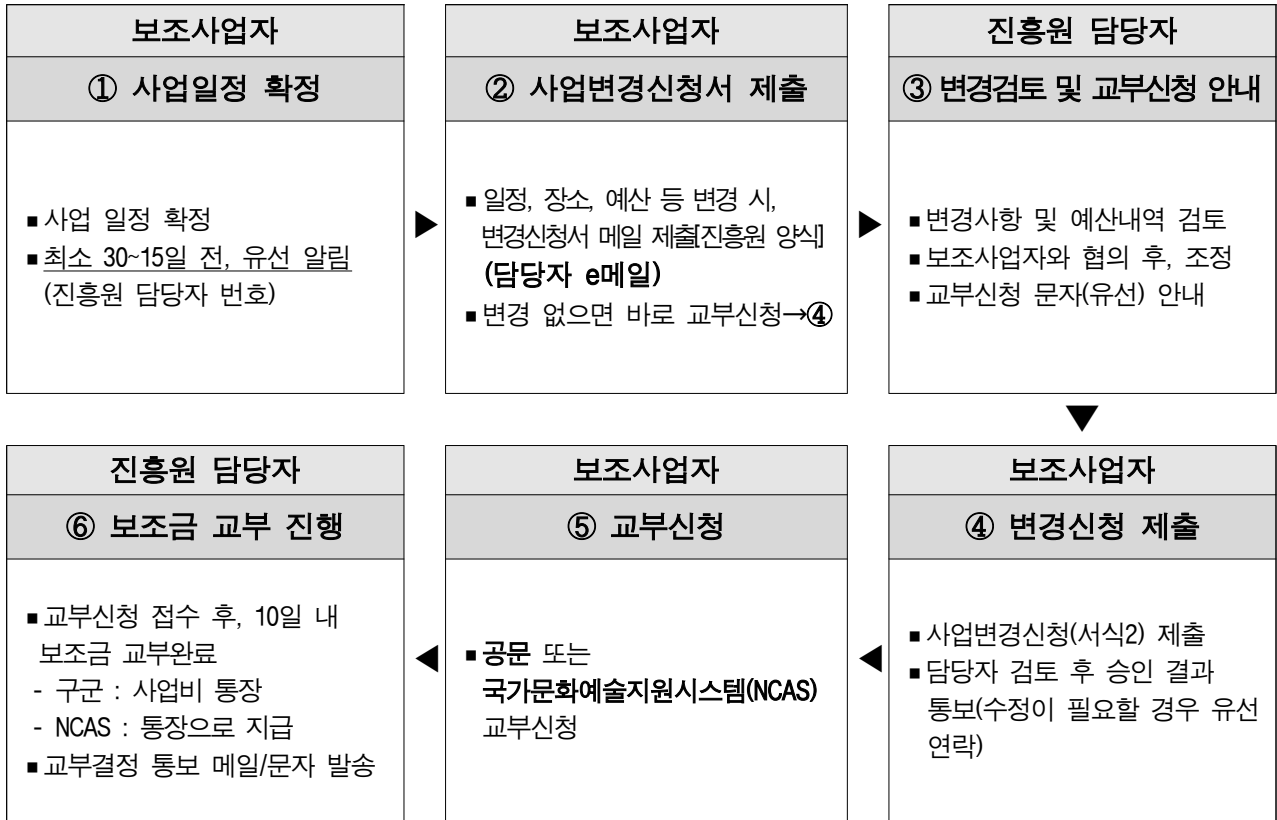 보조사업자
① 사업일정 확정
■ 사업 일정 확정
■ 최소 30~15일 전, 유선 알림
(진흥원 담당자 번호)
▶
보조사업자
② 사업변경신청서 제출
■ 일정, 장소, 예산 등 변경 시,
변경신청서 메일 제출[진흥원 양식]
(담당자 e메일)
■ 변경 없으면 바로 교부신청→④
▶
진흥원 담당자
③ 변경검토 및 교부신청 안내
■ 변경사항 및 예산내역 검토
■ 보조사업자와 협의 후, 조정
■ 교부신청 문자(유선) 안내
▼
보조사업자
④ 변경신청 제출
■ 사업변경신청(서식2) 제출
■ 담당자 검토 후 승인 결과
통보(수정이 필요할 경우 유선
연락)
◀
보조사업자
⑤ 교부신청
■ 공문 또는
국가문화예술지원시스템(NCAS)
교부신청
◀
진흥원 담당자
⑥ 보조금 교부 진행
■ 교부신청 접수 후, 10일 내
보조금 교부완료
- 구군 : 사업비 통장
- NCAS : 통장으로 지급
■ 교부결정 통보 메일/문자 발송